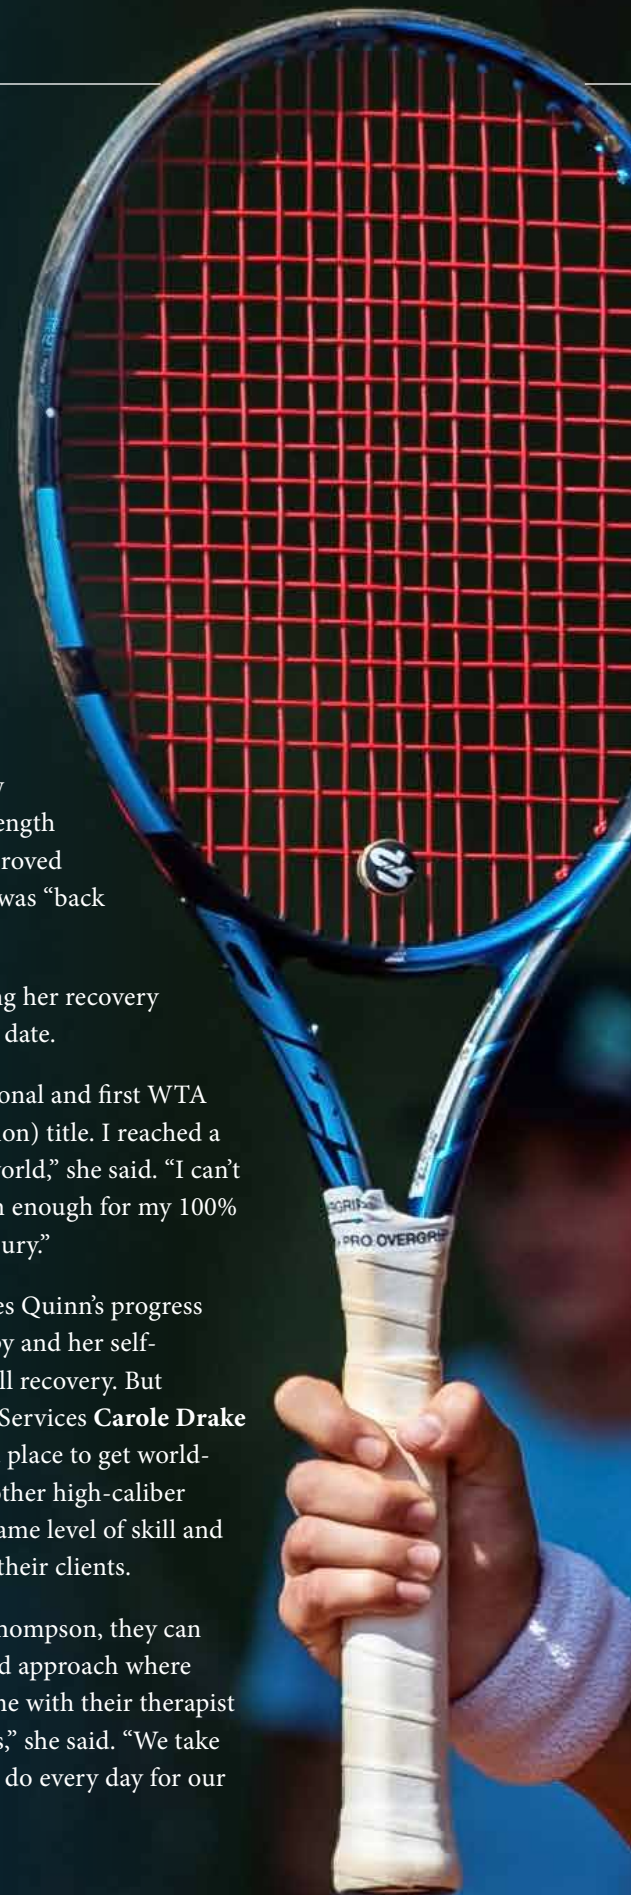 ength
roved
was “back
ng her recovery
date.
onal and first WTA
on) title. I reached a
vorld,” she said. “I can’t
n enough for my 100%
ury.”
es Quinn’s progress
py and her self-
ll recovery. But
Services Carole Drake
place to get world-
other high-caliber
ame level of skill and
their clients.
hompson, they can
d approach where
ne with their therapist
s,” she said. “We take
do every day for our
PRO OVERGRIP